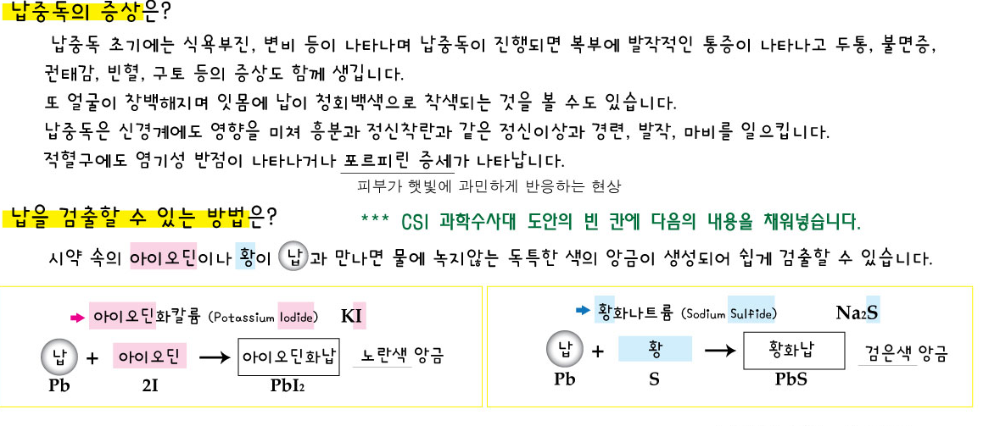 납중독의 증상은?
납중독 초기에는 식욕부진, 변비 등이 나타나며 납중독이 진행되면 복부에 발작적인 통증이 나타나고 두통, 불면증,
권태감, 빈혈, 구토 등의 증상도 함께 생깁니다.
또 얼굴이 창백해지며 잇몸에 납이 청회백색으로 착색되는 것을 볼 수도 있습니다.
납중독은 신경계에도 영향을 미쳐 흥분과 정신착란과 같은 정신이상과 경련, 발작, 마비를 일으킵니다.
적혈구에도 염기성 반점이 나타나거나 포르피린 증세가 나타납니다.
피부가 햇빛에 과민하게 반응하는 현상
납을 검출할 수 있는 방법은?
*** CSI 과학수사대 도안의 빈 칸에 다음의 내용을 채워넣습니다.
시약 속의 아이오딘이나 황이 납과 만나면 물에 녹지않는 독특한 색의 앙금이 생성되어 쉽게 검출할 수 있습니다.
➡ 아이오딘화칼륨 (Potassium Iodide) KI
납 + 아이오딘 → 아이오딘화납 노란색 앙금
Pb 2I PbI₂
➡ 황화나트륨 (Sodium Sulfide) Na₂S
납 + 황 → 황화납 검은색 앙금
Pb S PbS